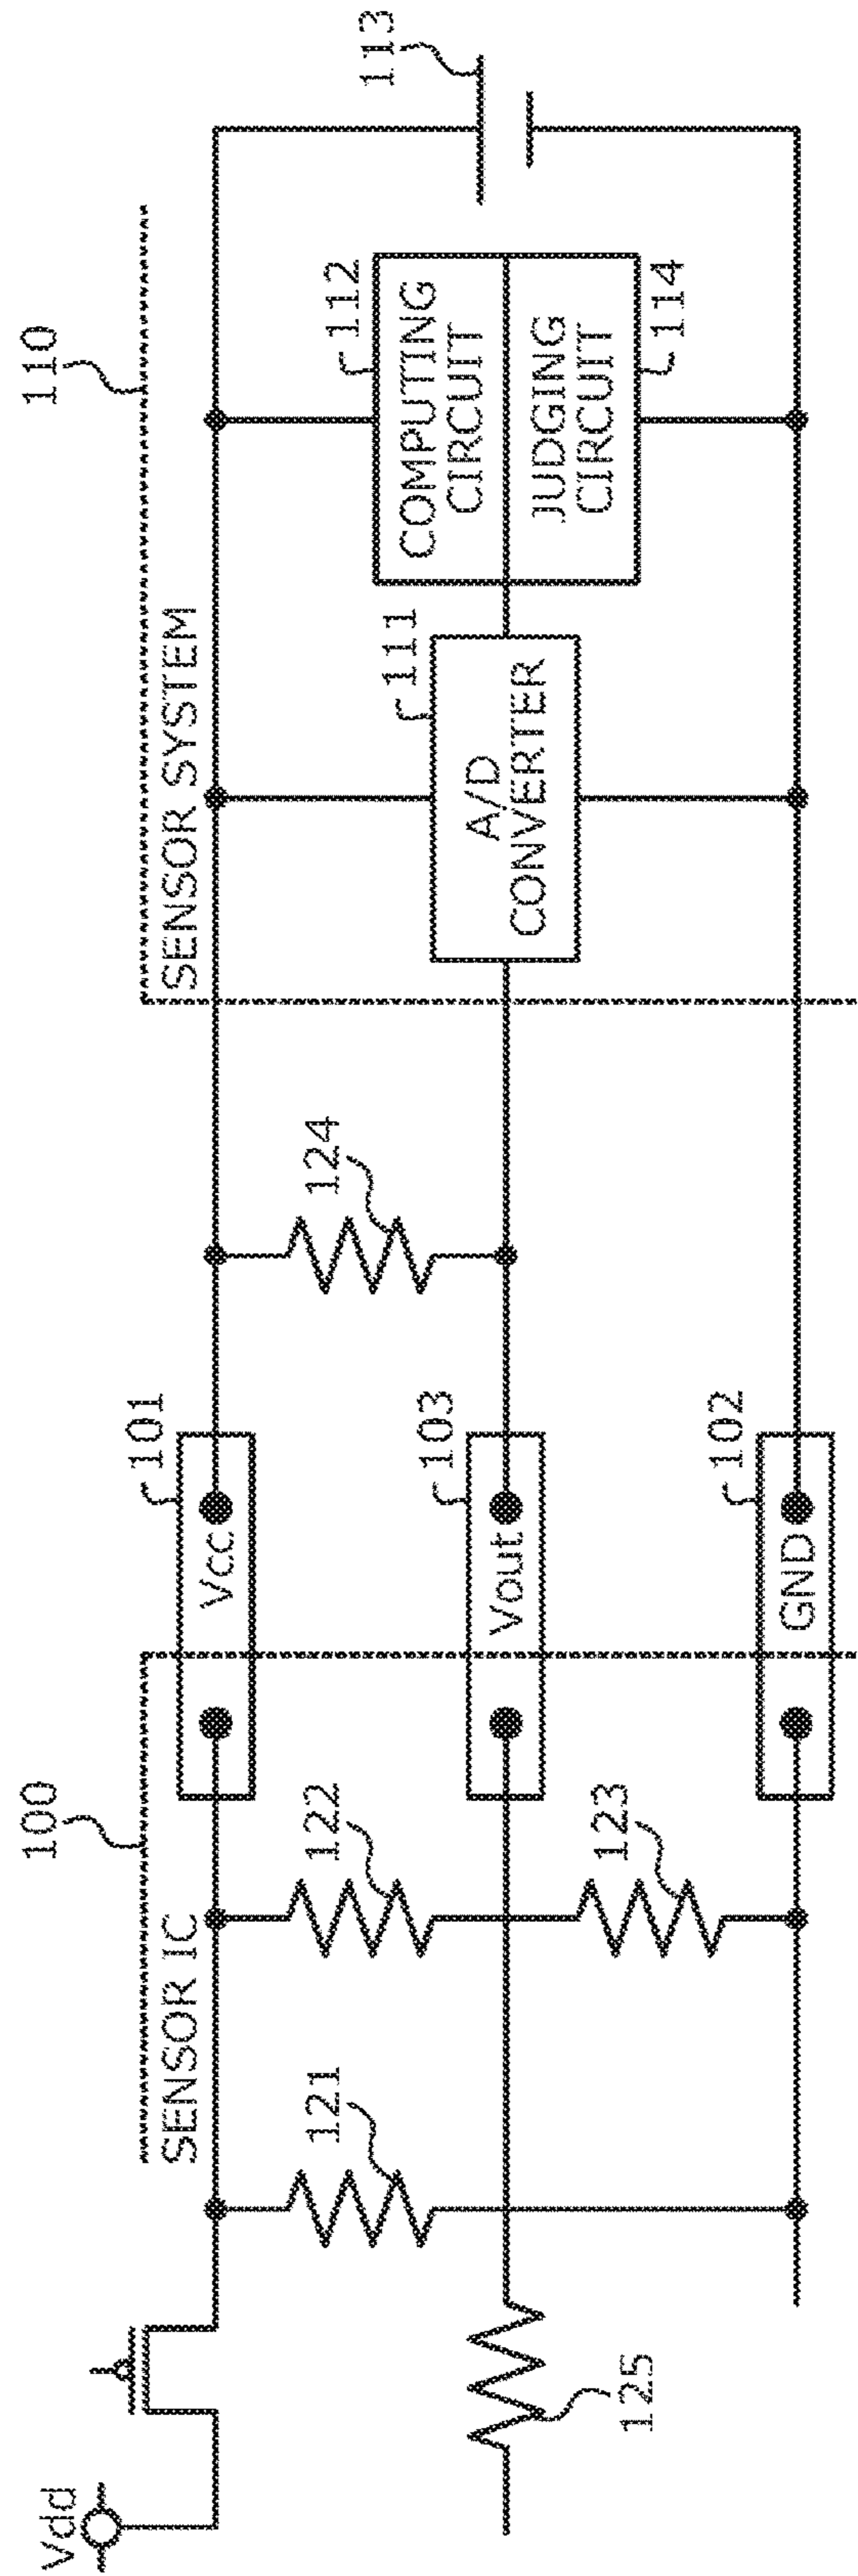 Vdd
100
SENSOR IC
110
SENSOR SYSTEM
101
Vcc
121
122
124
112
COMPUTING
CIRCUIT
113
103
Vout
111
A/D
CONVERTER
JUDGING
CIRCUIT
114
125
123
102
GND